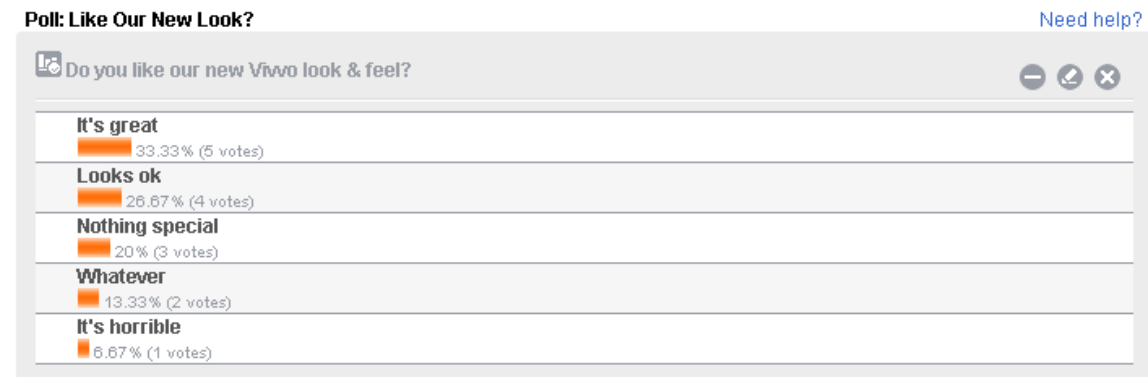 Poll: Like Our New Look?
Need help?
Do you like our new Vivvo look & feel?
It's great
33.33% (5 votes)
Looks ok
26.67% (4 votes)
Nothing special
20% (3 votes)
Whatever
13.33% (2 votes)
It's horrible
6.67% (1 votes)